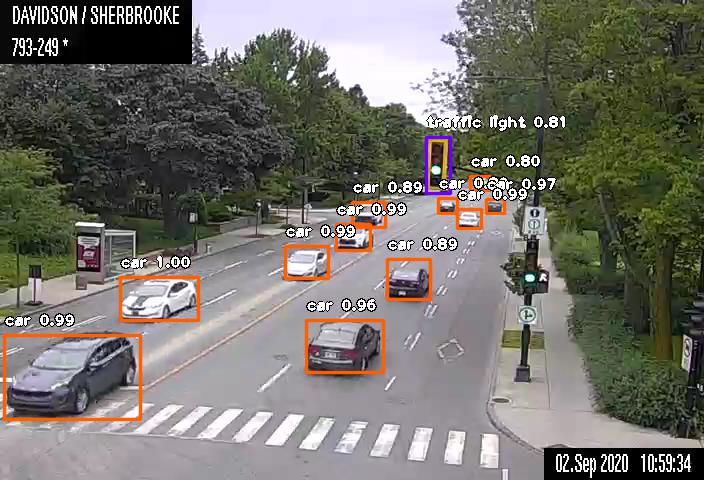 DAVIDSON / SHERBROOKE
793-249 *
traffic light 0.81
car 0.80
car 0.89
car 0.97
car 0.99
car 0.99
car 0.99
car 0.89
car 1.00
car 0.96
car 0.99
02.Sep 2020 10:59:34